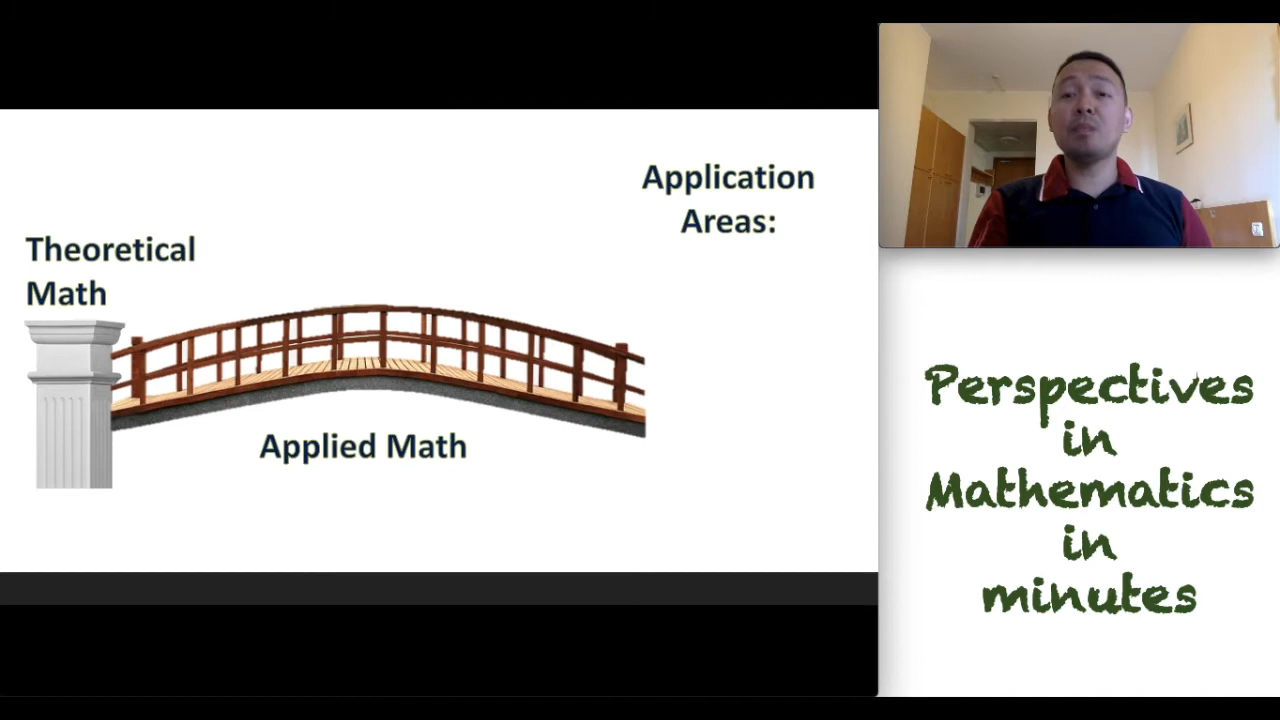 Application
Areas:
Theoretical
Math
Applied Math
Perspectives
in
Mathematics
in
minutes